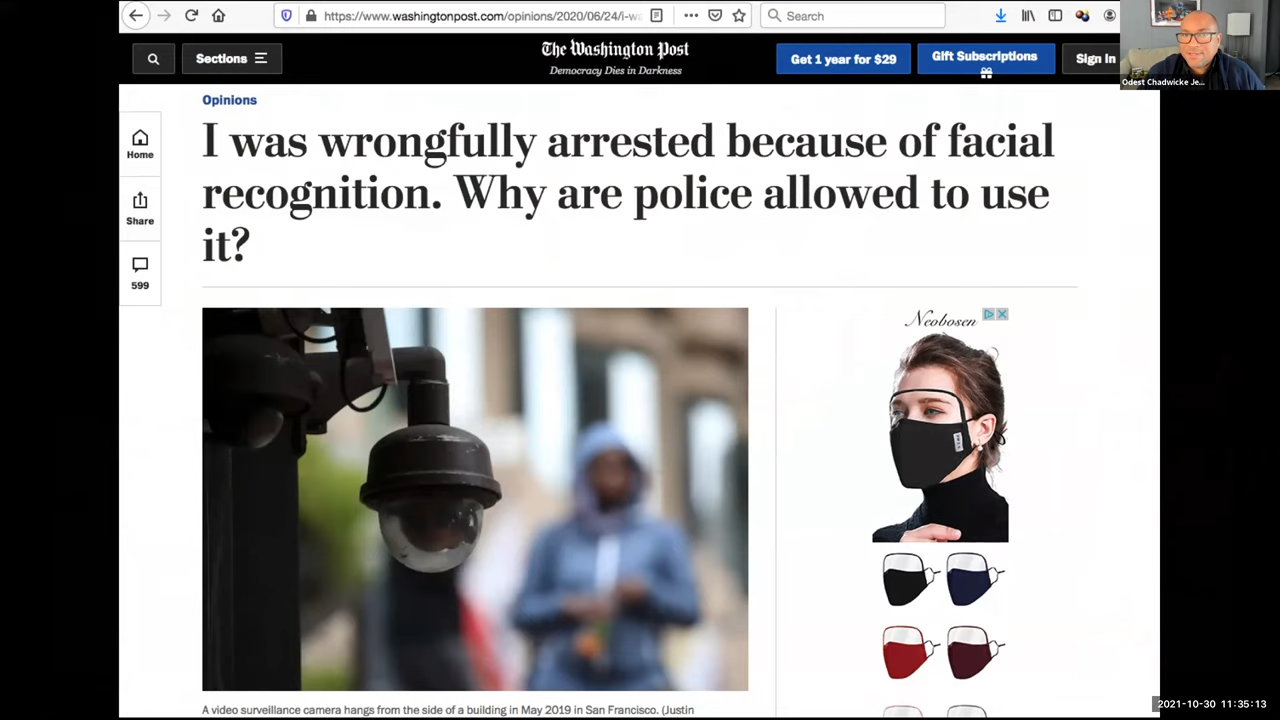 https://www.washingtonpost.com/opinions/2020/06/24/i-w
Search
Sections
The Washington Post
Democracy Dies in Darkness
Get 1 year for $29
Gift Subscriptions
Sign in
Odest Chadwicke Je...
Opinions
Home
Share
599
I was wrongfully arrested because of facial
recognition. Why are police allowed to use
it?
Neobosen
A video surveillance camera hangs from the side of a building in May 2019 in San Francisco. (Justin
2021-10-30 11:35:13